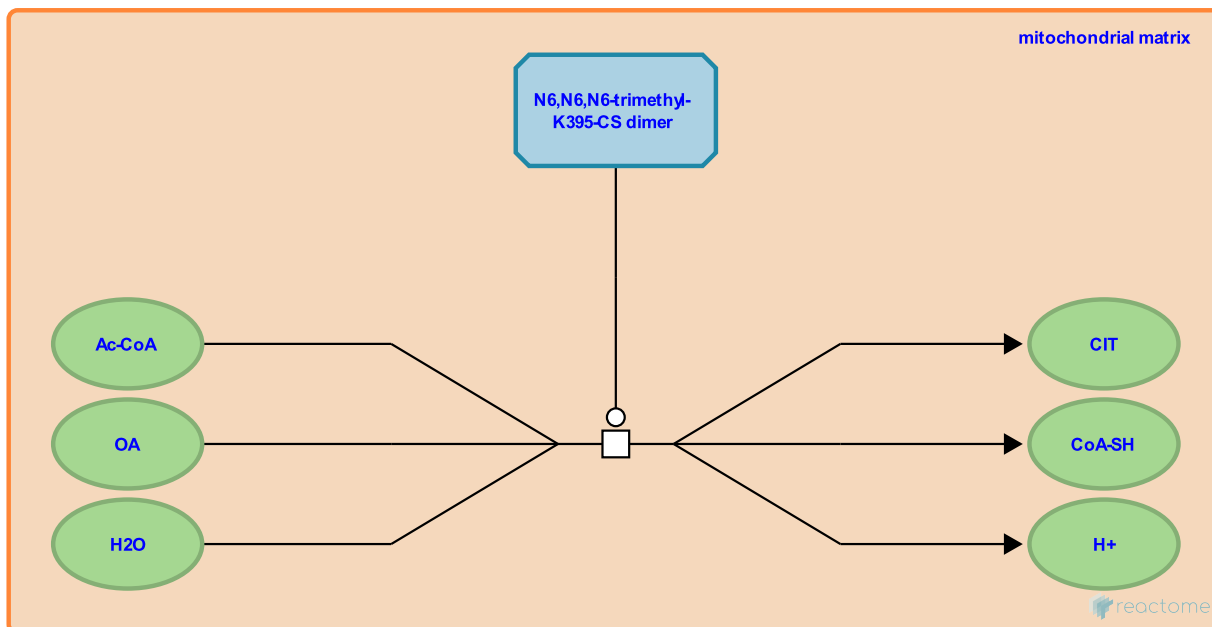 mitochondrial matrix
N6,N6,N6-trimethyl-
K395-CS dimer
Ac-CoA
CIT
OA
CoA-SH
H2O
H+
reactome